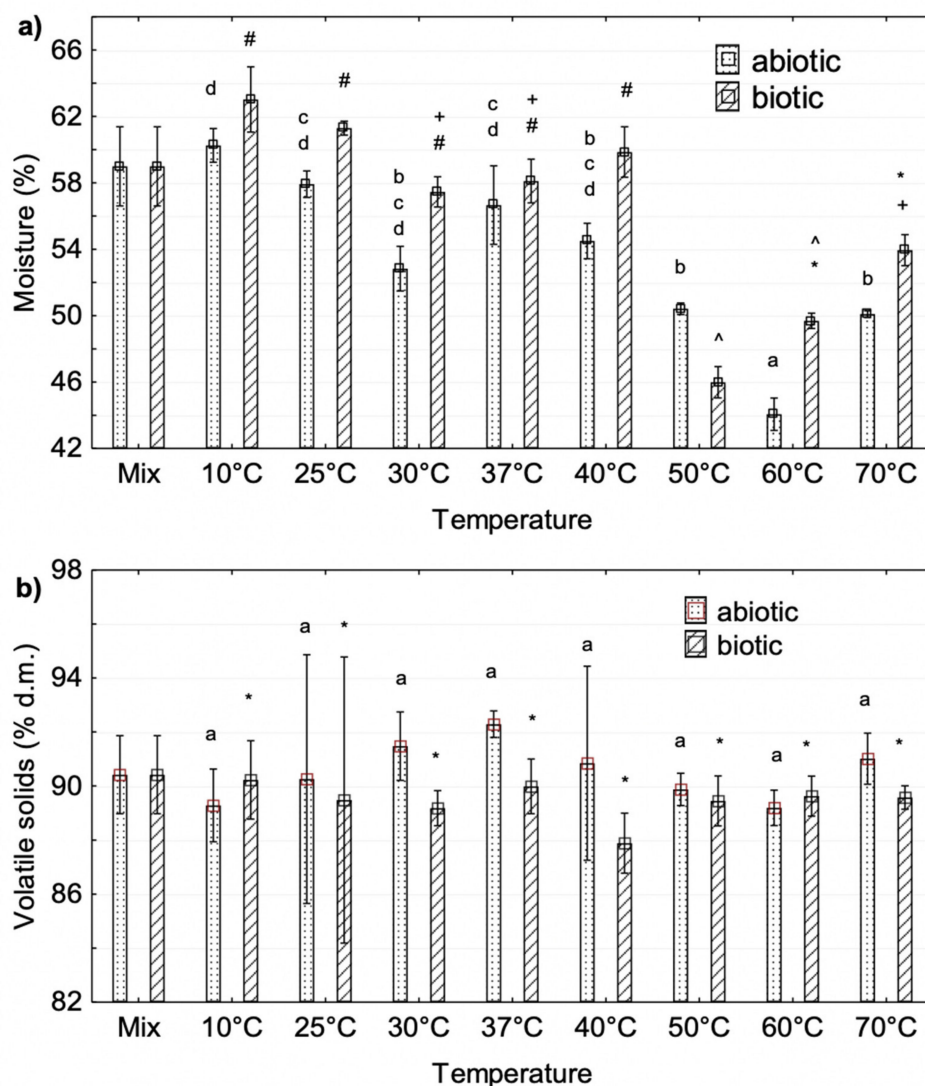 a)
Moisture (%)
66
62
58
54
50
46
42
abiotic
biotic
d
#
c
d
#
b
c
d
+
#
c
d
+
#
b
c
d
#
b
^
a
^
*
b
*
+
Mix 10°C 25°C 30°C 37°C 40°C 50°C 60°C 70°C
Temperature
b)
Volatile solids (% d.m.)
98
94
90
86
82
abiotic
biotic
a
*
a
*
a
*
a
*
a
*
a
*
a
*
a
*
Mix 10°C 25°C 30°C 37°C 40°C 50°C 60°C 70°C
Temperature